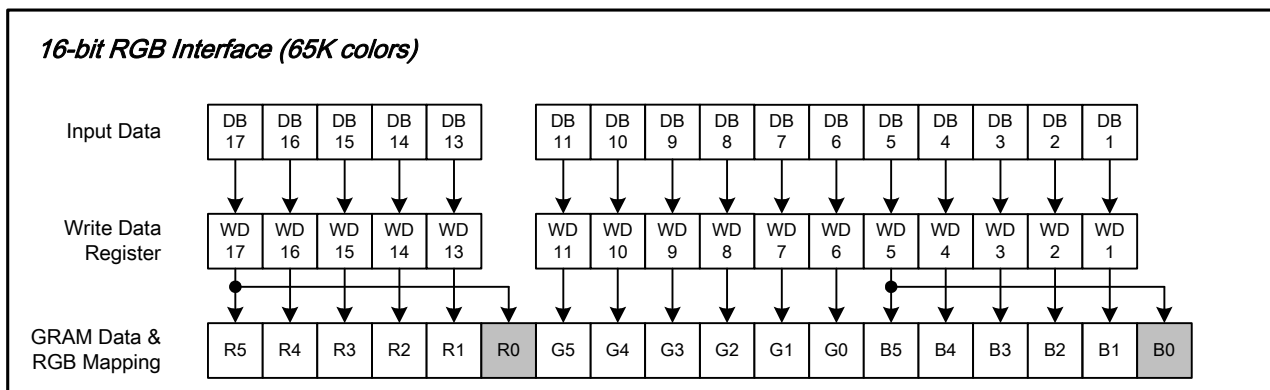 16-bit RGB Interface (65K colors)
Input Data
DB 17 DB 16 DB 15 DB 14 DB 13 DB 11 DB 10 DB 9 DB 8 DB 7 DB 6 DB 5 DB 4 DB 3 DB 2 DB 1
Write Data
Register
WD 17 WD 16 WD 15 WD 14 WD 13 WD 11 WD 10 WD 9 WD 8 WD 7 WD 6 WD 5 WD 4 WD 3 WD 2 WD 1
GRAM Data &
RGB Mapping
R5 R4 R3 R2 R1 R0 G5 G4 G3 G2 G1 G0 B5 B4 B3 B2 B1 B0